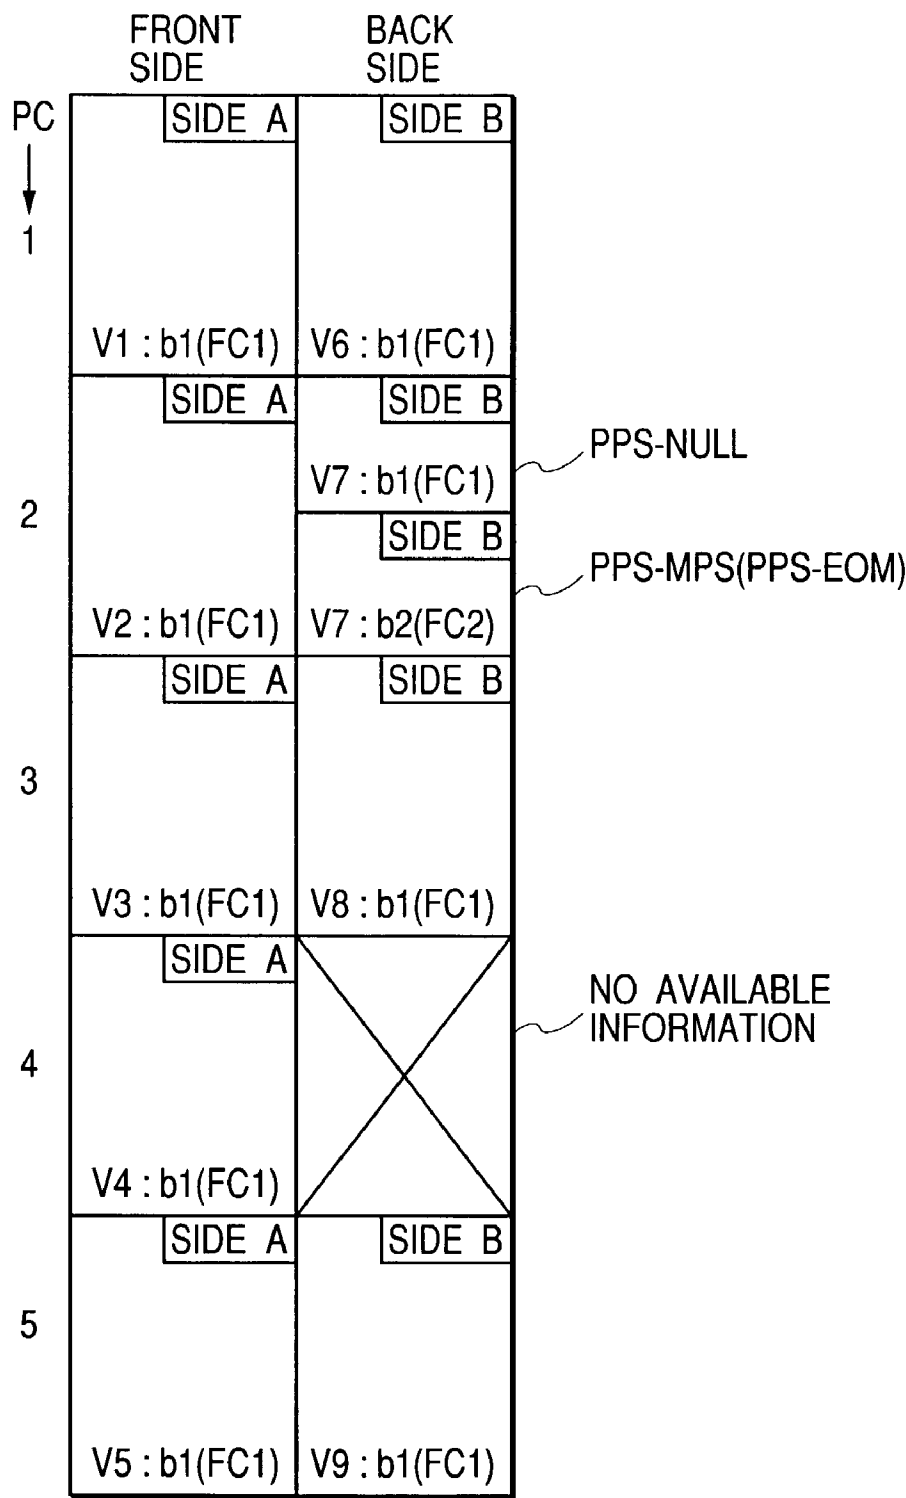 FRONT SIDE
BACK SIDE
PC
SIDE A
SIDE B
1
V1 : b1(FC1)
V6 : b1(FC1)
SIDE A
SIDE B
PPS-NULL
V7 : b1(FC1)
2
SIDE B
PPS-MPS(PPS-EOM)
V2 : b1(FC1)
V7 : b2(FC2)
SIDE A
SIDE B
3
V3 : b1(FC1)
V8 : b1(FC1)
SIDE A
NO AVAILABLE
INFORMATION
4
V4 : b1(FC1)
SIDE A
SIDE B
5
V5 : b1(FC1)
V9 : b1(FC1)